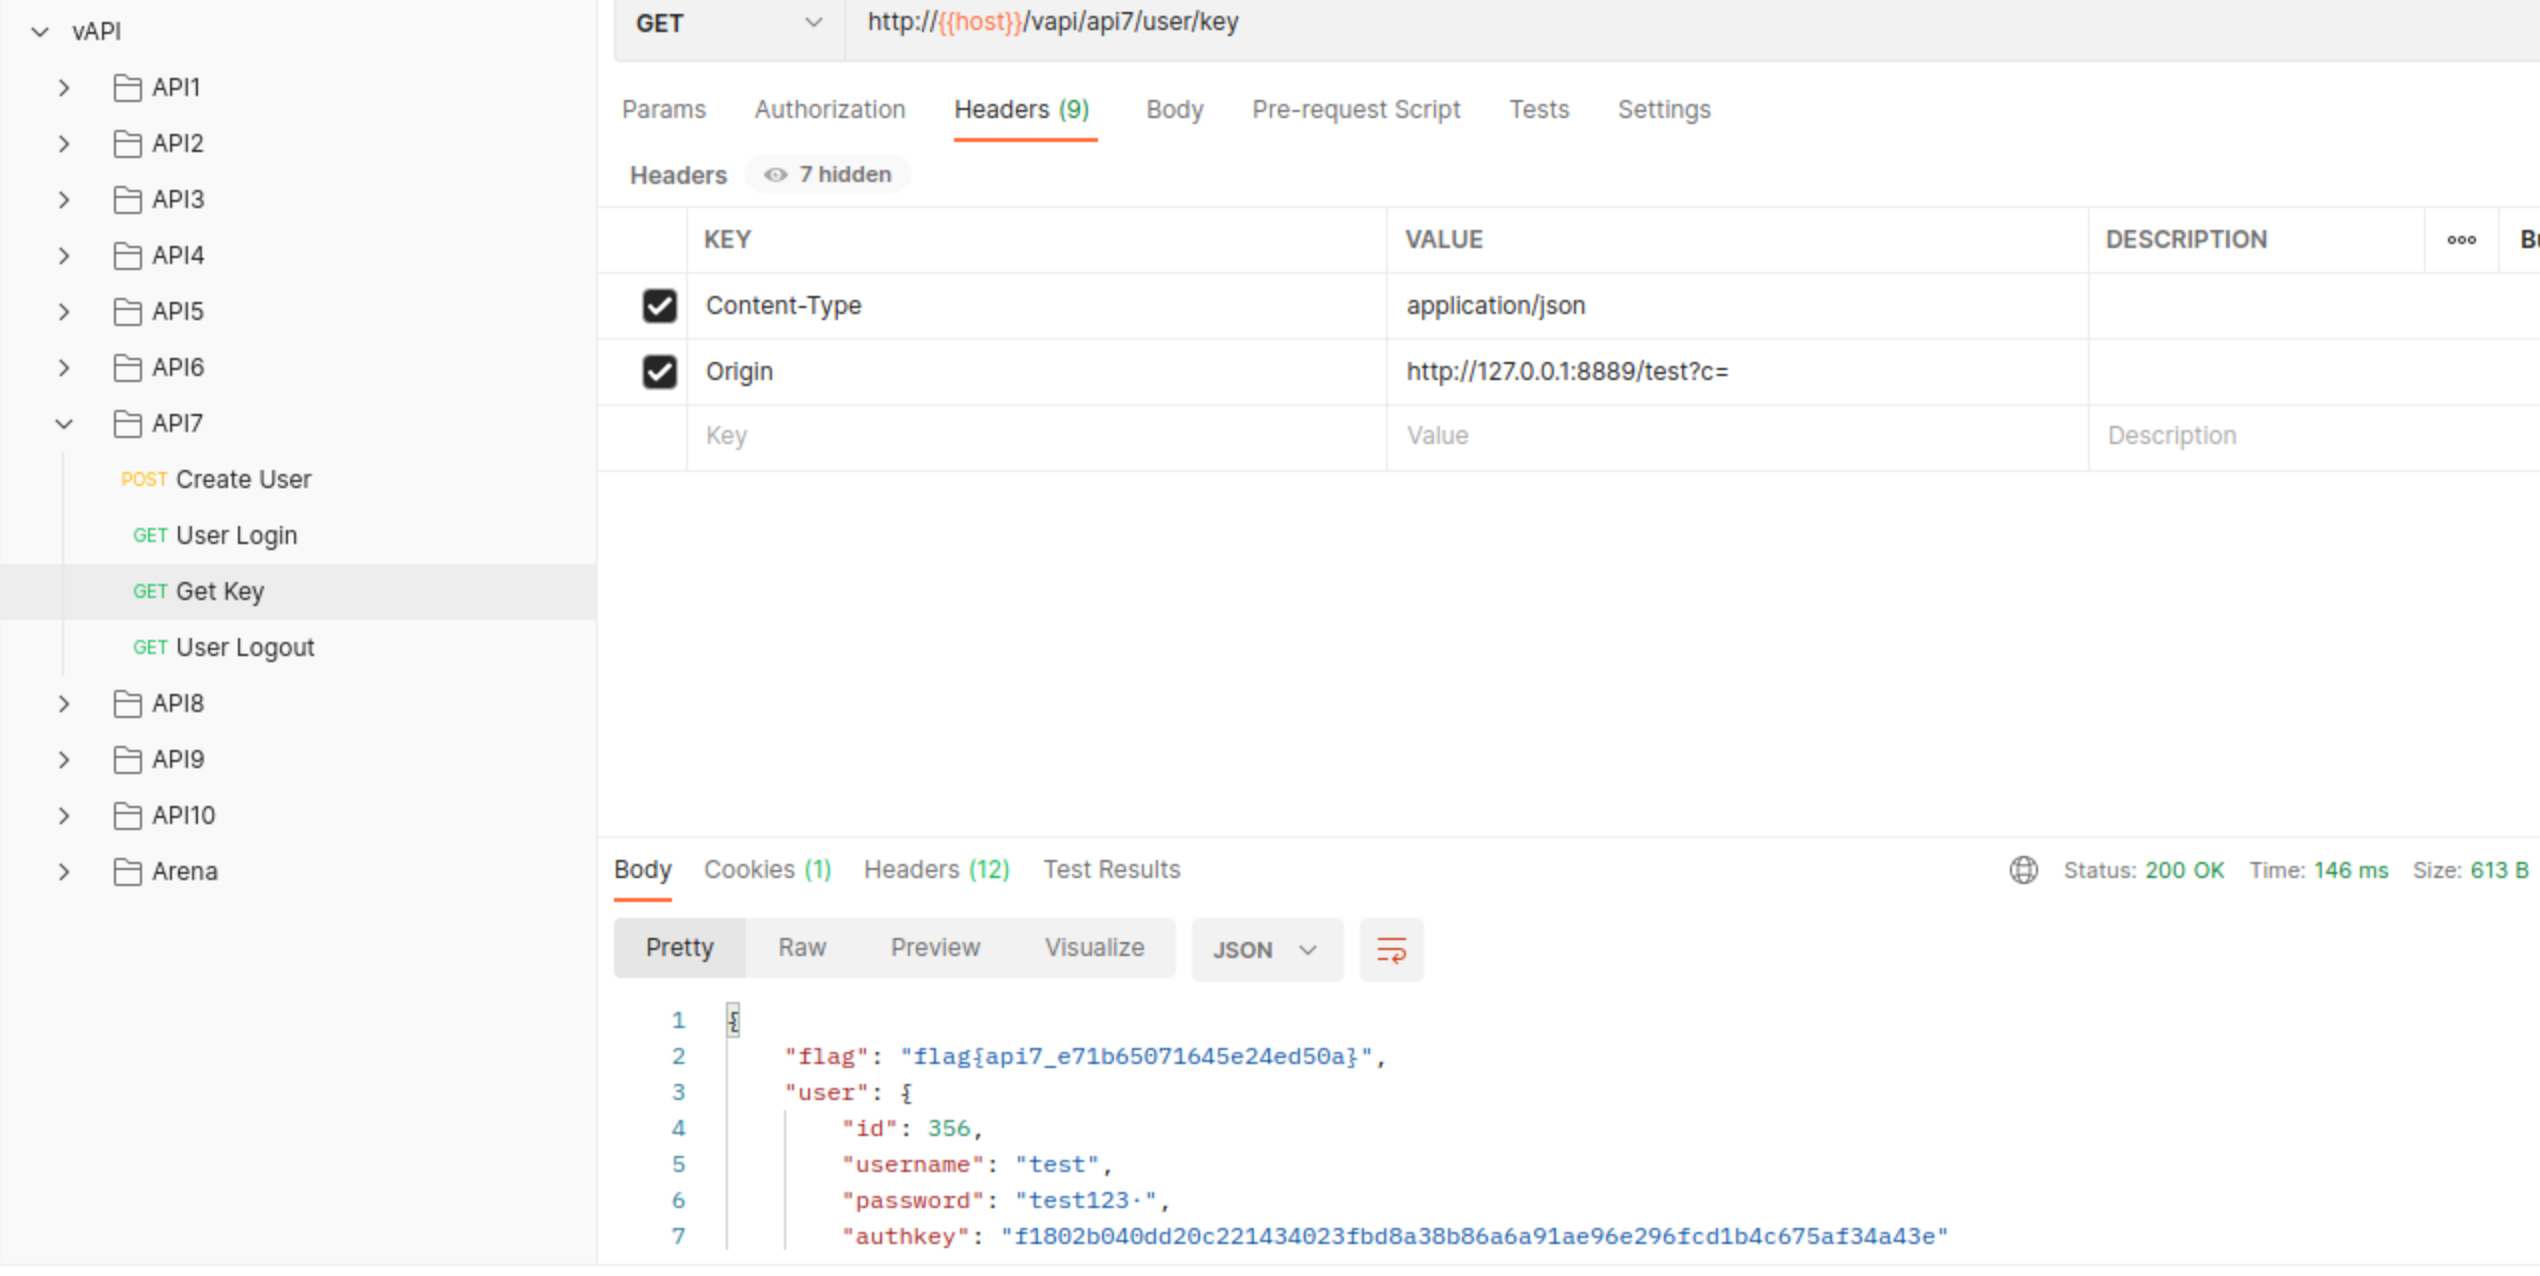 vAPI
API1
API2
API3
API4
API5
API6
API7
POST Create User
GET User Login
GET Get Key
GET User Logout
API8
API9
API10
Arena
GET http://{{host}}/vapi/api7/user/key
Params Authorization Headers (9) Body Pre-request Script Tests Settings
Headers 7 hidden
KEY VALUE DESCRIPTION
Content-Type application/json
Origin http://127.0.0.1:8889/test?c=
Key Value Description
Body Cookies (1) Headers (12) Test Results Status: 200 OK Time: 146 ms Size: 613 B
Pretty Raw Preview Visualize JSON
1 {
2 "flag": "flag{api7_e71b65071645e24ed50a}",
3 "user": {
4 "id": 356,
5 "username": "test",
6 "password": "test123·",
7 "authkey": "f1802b040dd20c221434023fbd8a38b86a6a91ae96e296fcd1b4c675af34a43e"